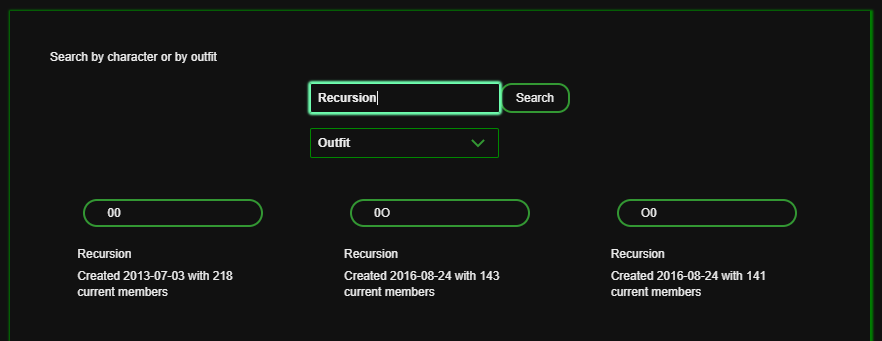 Search by character or by outfit
Recursion
Search
Outfit
00
0O
O0
Recursion
Created 2013-07-03 with 218
current members
Recursion
Created 2016-08-24 with 143
current members
Recursion
Created 2016-08-24 with 141
current members